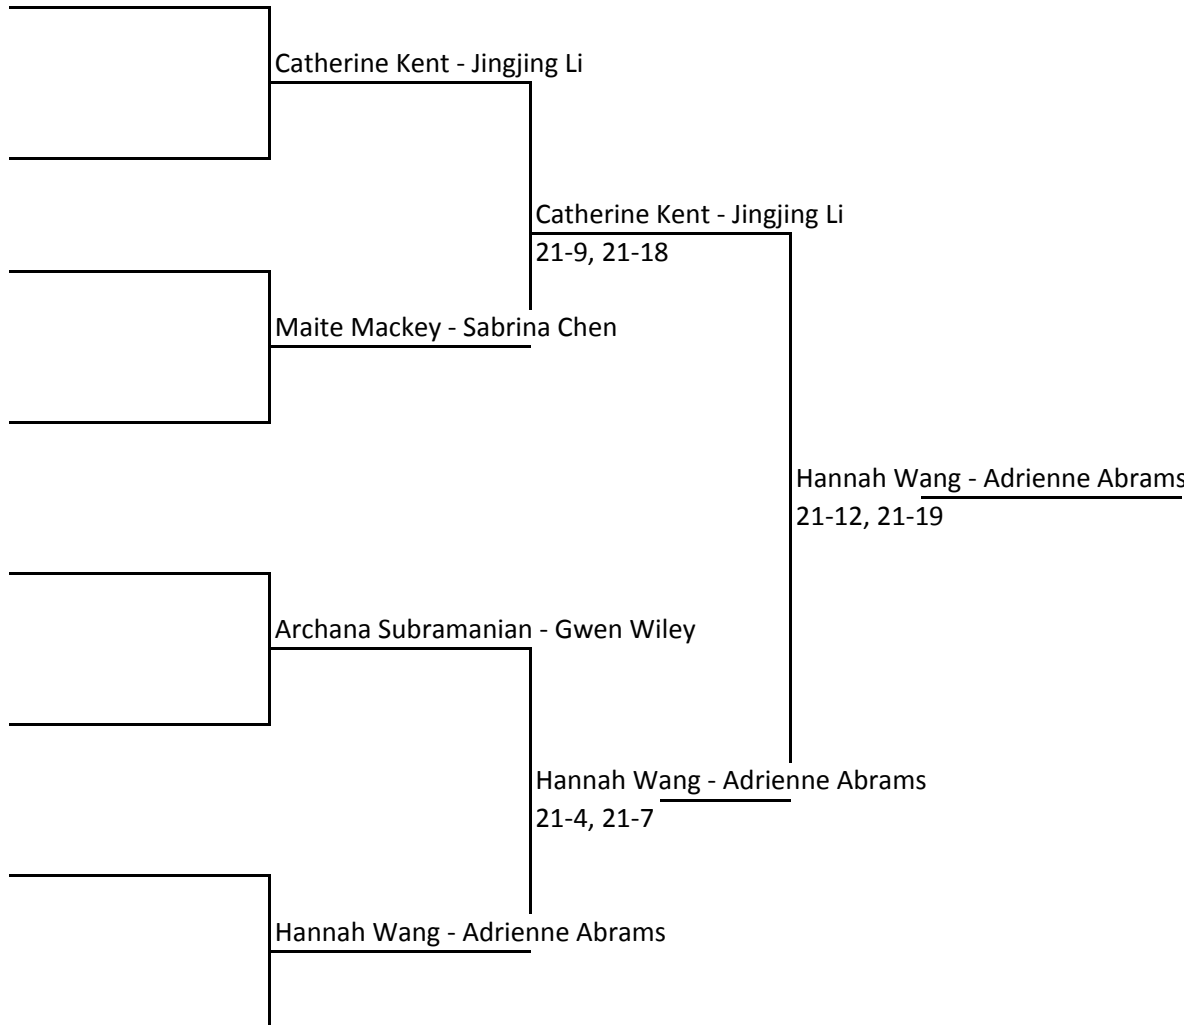 Catherine Kent - Jingjing Li
Catherine Kent - Jingjing Li
21-9, 21-18
Maite Mackey - Sabrina Chen
Hannah Wang - Adrienne Abrams
21-12, 21-19
Archana Subramanian - Gwen Wiley
Hannah Wang - Adrienne Abrams
21-4, 21-7
Hannah Wang - Adrienne Abrams